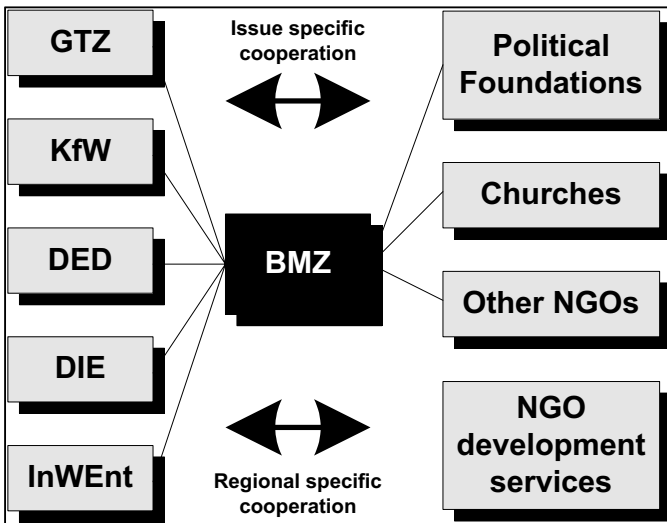 GTZ
KfW
DED
DIE
InWEnt
Issue specific
cooperation
BMZ
Regional specific
cooperation
Political
Foundations
Churches
Other NGOs
NGO
development
services